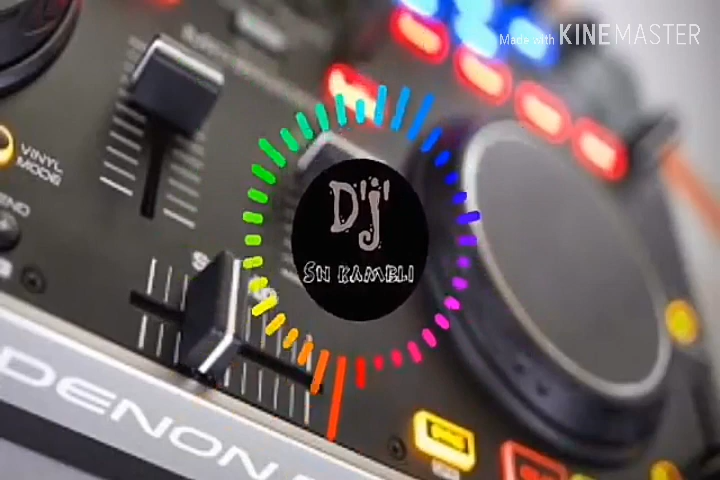 Made with KINEMASTER
VINYL
MODE
D'j'
SN KAMBLI
DENON